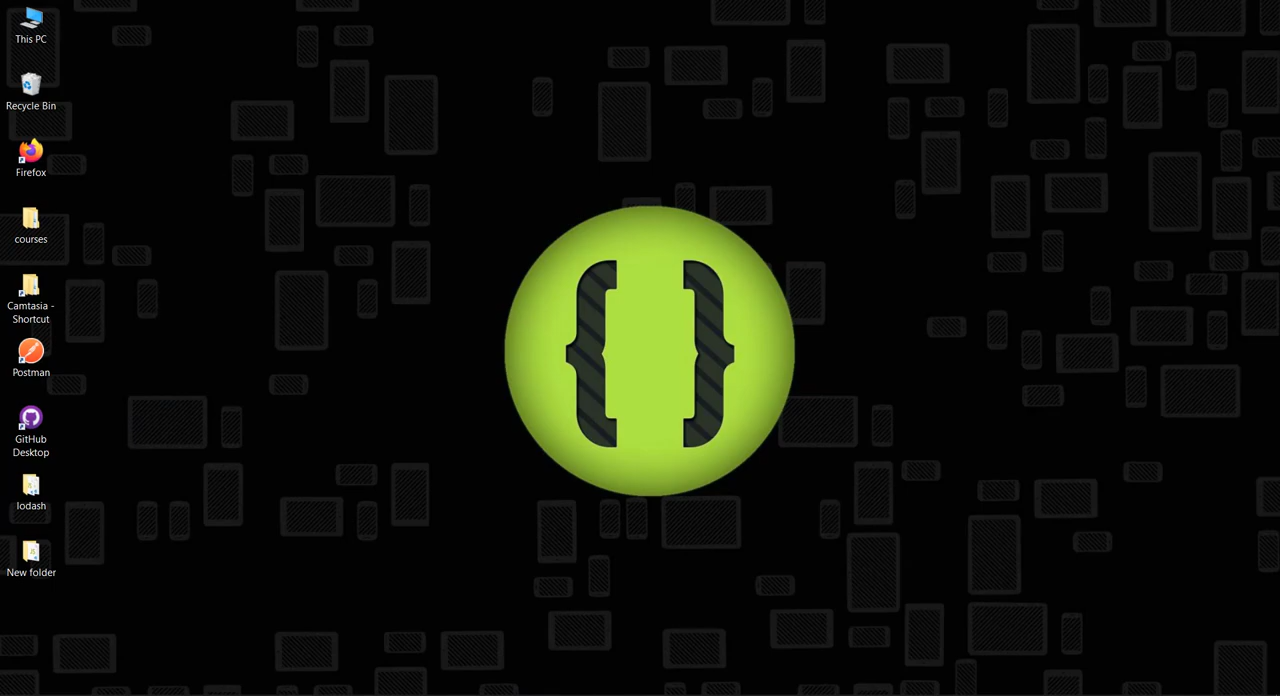 This PC
Recycle Bin
Firefox
courses
Camtasia -
Shortcut
Postman
GitHub
Desktop
lodash
New folder